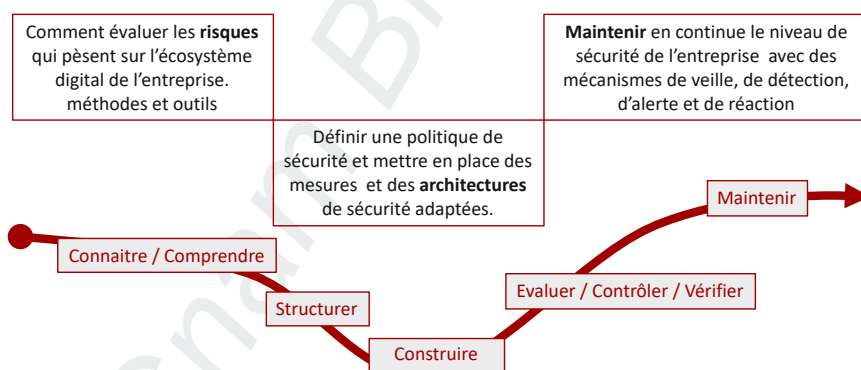 Comment évaluer les risques
qui pèsent sur l'écosystème
digital de l'entreprise.
méthodes et outils
Maintenir en continue le niveau de
sécurité de l'entreprise avec des
mécanismes de veille, de détection,
d'alerte et de réaction
Définir une politique de
sécurité et mettre en place des
mesures et des architectures
de sécurité adaptées.
Maintenir
Connaitre / Comprendre
Evaluer / Contrôler / Vérifier
Structurer
Construire